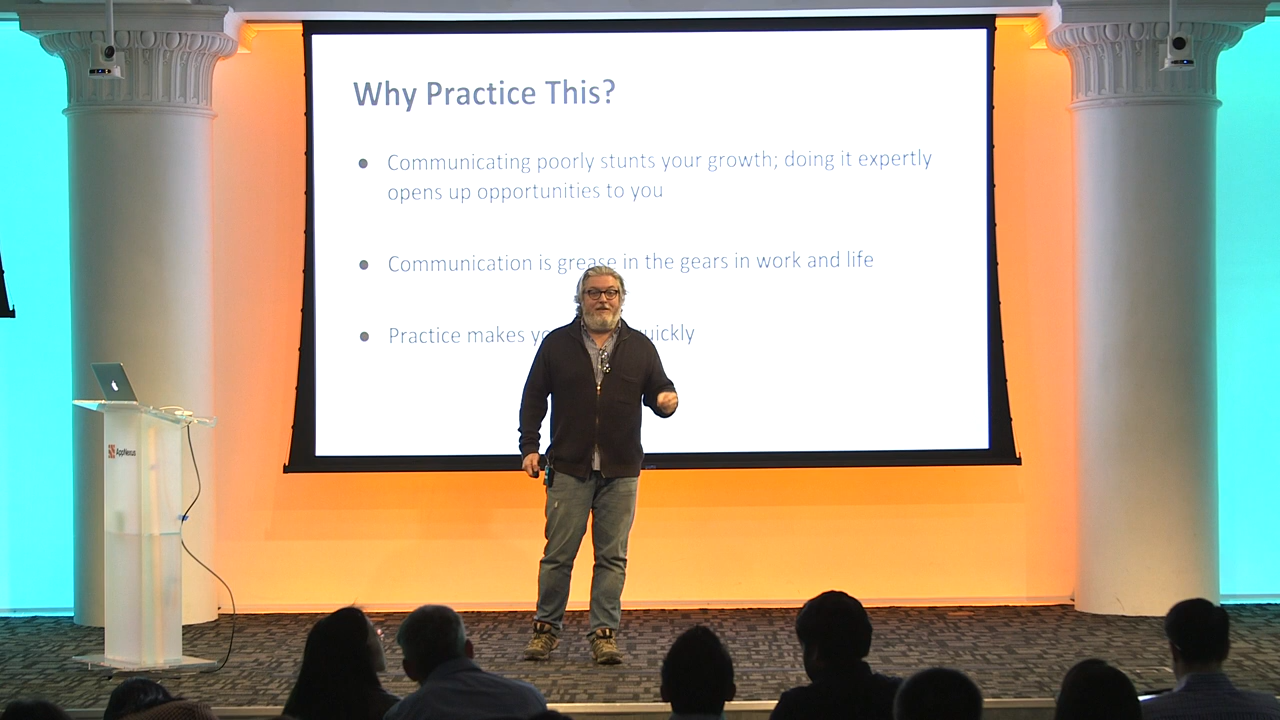 Why Practice This?
Communicating poorly stunts your growth; doing it expertly
opens up opportunities to you
Communication is grease in the gears in work and life
Practice makes
AppNexus